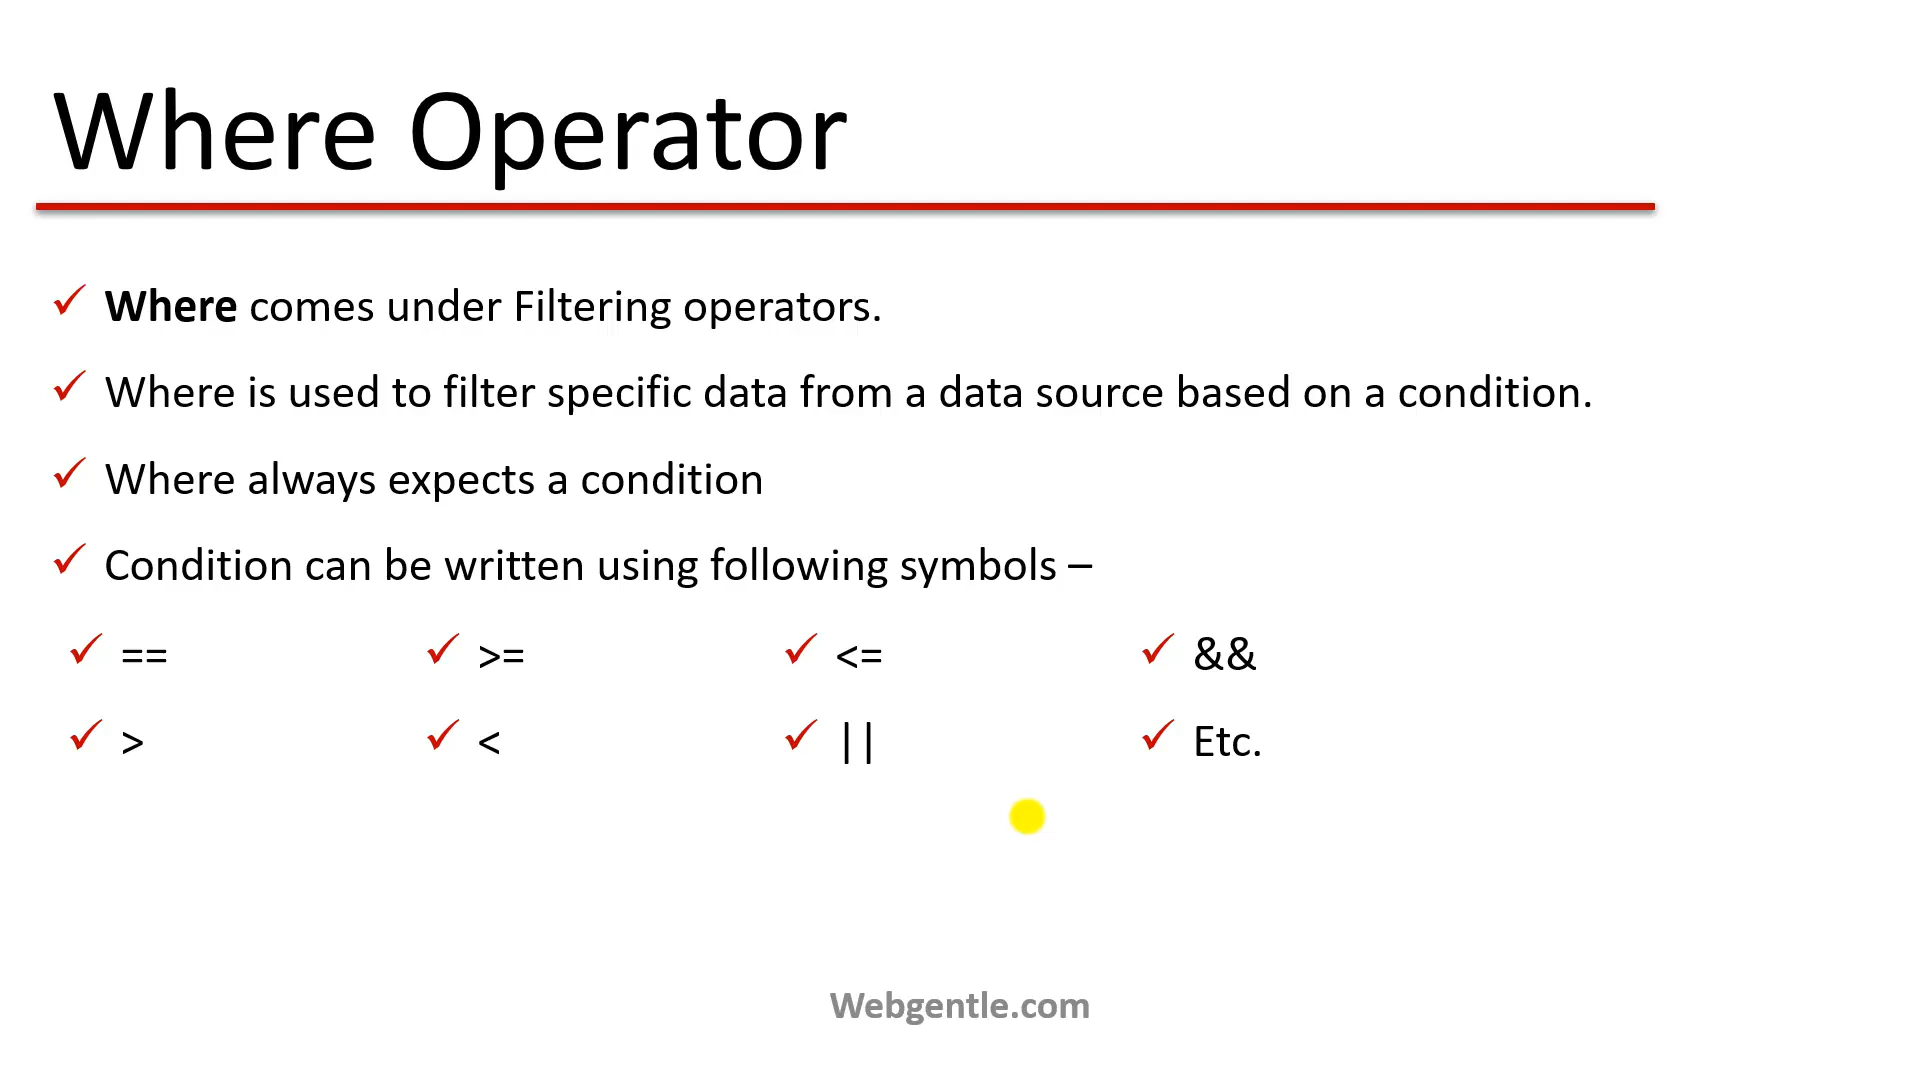 Where Operator
Where comes under Filtering operators.
Where is used to filter specific data from a data source based on a condition.
Where always expects a condition
Condition can be written using following symbols –
== >= <= &&
> < || Etc.
Webgentle.com